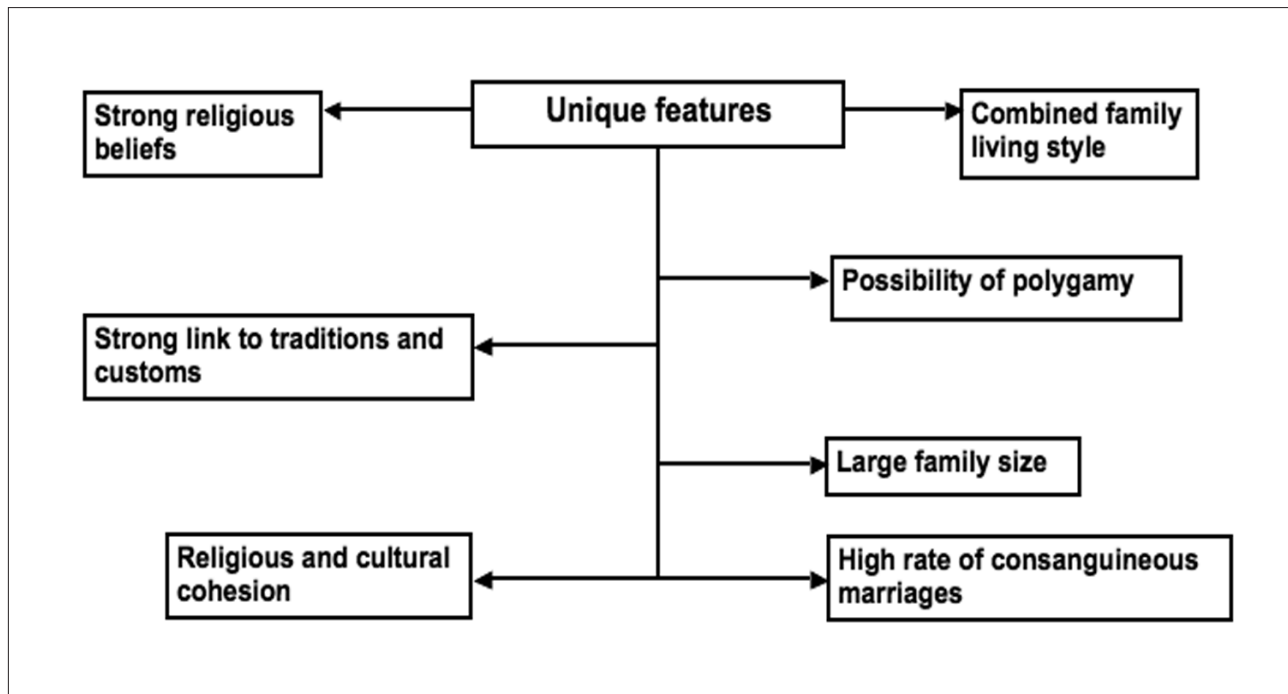 Unique features
Strong religious
beliefs
Combined family
living style
Possibility of polygamy
Strong link to traditions and
customs
Large family size
Religious and cultural
cohesion
High rate of consanguineous
marriages